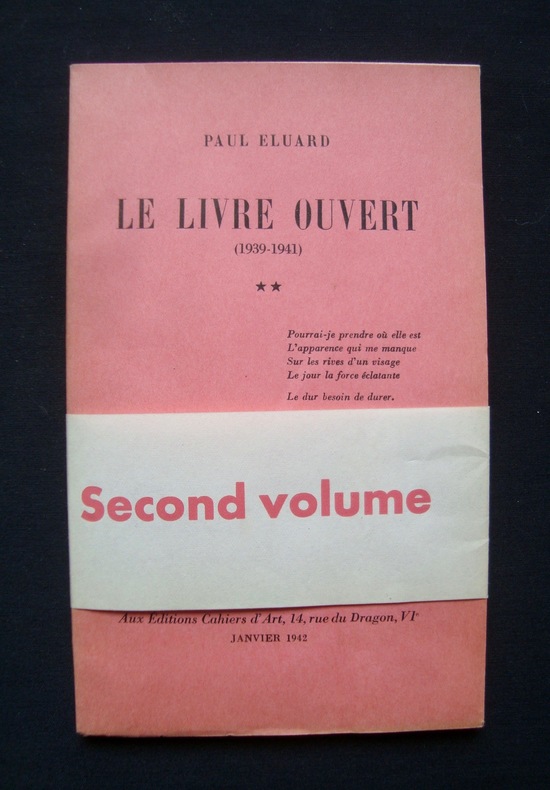 PAUL ELUARD
LE LIVRE OUVERT
(1939-1941)
★★
Pourrai-je prendre où elle est
L'apparence qui me manque
Sur les rives d'un visage
Le jour la force éclatante
Le dur besoin de durer.
Second volume
Aux Editions Cahiers d'Art, 14, rue du Dragon, VIe
JANVIER 1942